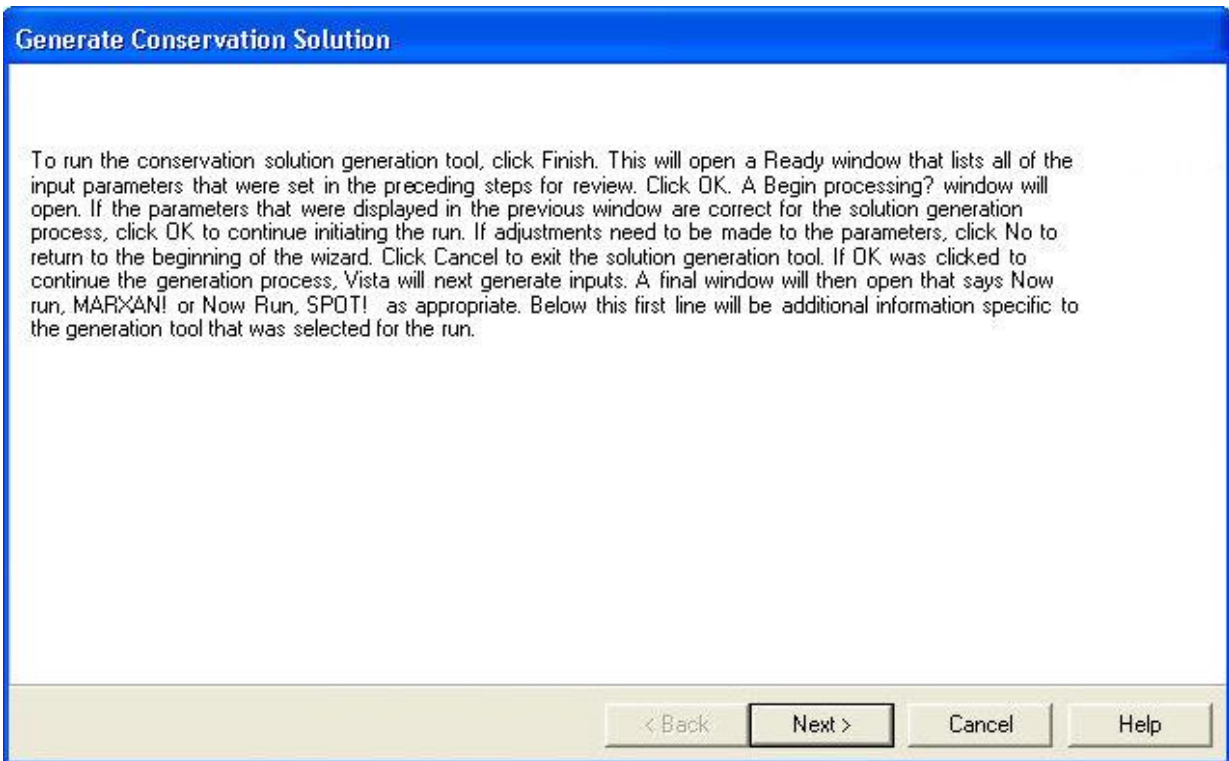 Generate Conservation Solution
To run the conservation solution generation tool, click Finish. This will open a Ready window that lists all of the
input parameters that were set in the preceding steps for review. Click OK. A Begin processing? window will
open. If the parameters that were displayed in the previous window are correct for the solution generation
process, click OK to continue initiating the run. If adjustments need to be made to the parameters, click No to
return to the beginning of the wizard. Click Cancel to exit the solution generation tool. If OK was clicked to
continue the generation process, Vista will next generate inputs. A final window will then open that says Now
run, MARXAN! or Now Run, SPOT!  as appropriate. Below this first line will be additional information specific to
the generation tool that was selected for the run.
< Back Next > Cancel Help